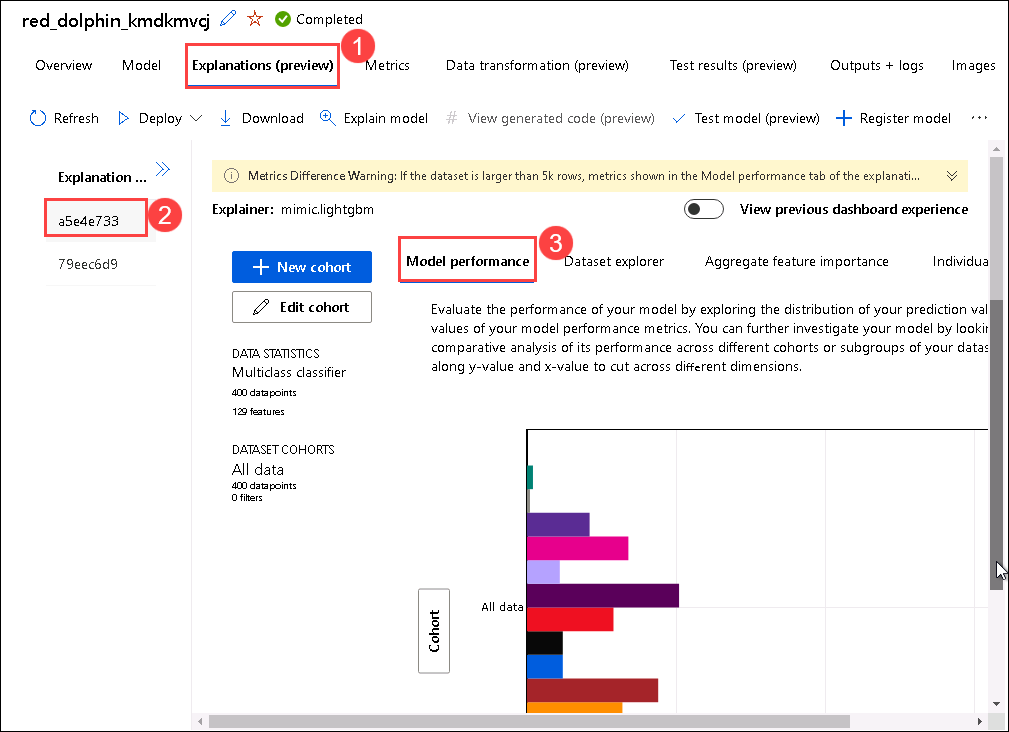 red_dolphin_kmdkmvcj Completed
1
Overview Model Explanations (preview) Metrics Data transformation (preview) Test results (preview) Outputs + logs Images
Refresh Deploy Download Explain model # View generated code (preview) Test model (preview) Register model ...
Explanation ...
a5e4e733
2
79eec6d9
Metrics Difference Warning: If the dataset is larger than 5k rows, metrics shown in the Model performance tab of the explanati...
Explainer: mimic.lightgbm
View previous dashboard experience
New cohort
Edit cohort
DATA STATISTICS
Multiclass classifier
400 datapoints
129 features
DATASET COHORTS
All data
400 datapoints
0 filters
3
Model performance Dataset explorer Aggregate feature importance Individua
Evaluate the performance of your model by exploring the distribution of your prediction val
values of your model performance metrics. You can further investigate your model by lookin
comparative analysis of its performance across different cohorts or subgroups of your datas
along y-value and x-value to cut across different dimensions.
All data
Cohort